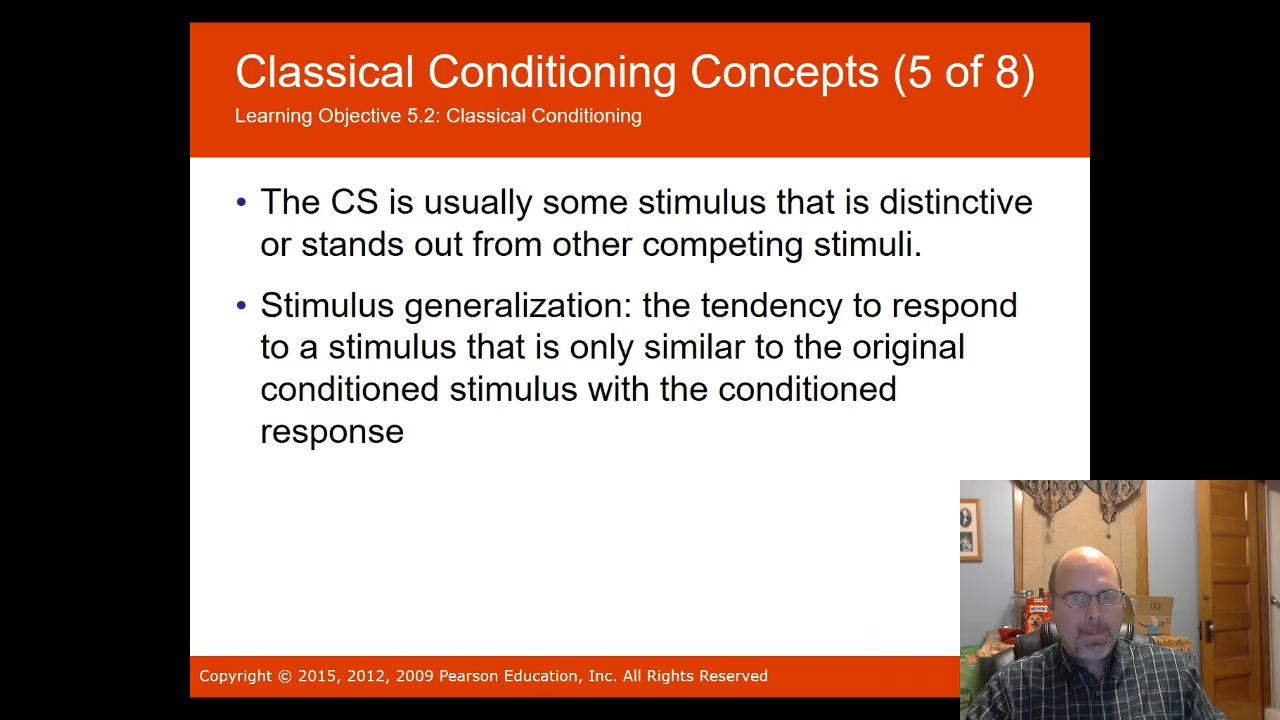 Classical Conditioning Concepts (5 of 8)
Learning Objective 5.2: Classical Conditioning
• The CS is usually some stimulus that is distinctive
or stands out from other competing stimuli.
• Stimulus generalization: the tendency to respond
to a stimulus that is only similar to the original
conditioned stimulus with the conditioned
response
Copyright © 2015, 2012, 2009 Pearson Education, Inc. All Rights Reserved